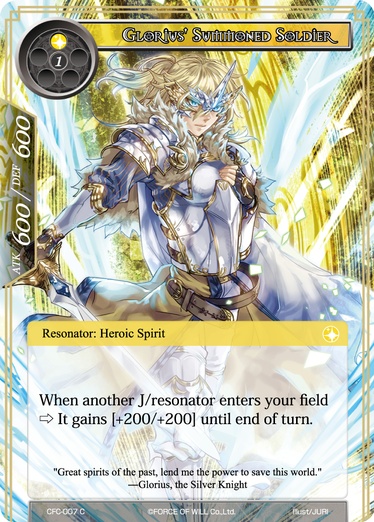 Glorius' Summoned Soldier
1
ATK 600 / DEF 600
Resonator: Heroic Spirit
When another J/resonator enters your field
⇨ It gains [+200/+200] until end of turn.
"Great spirits of the past, lend me the power to save this world."
—Glorius, the Silver Knight
CFC-007 C
©FORCE OF WILL Co.,Ltd.
Illust/JURI